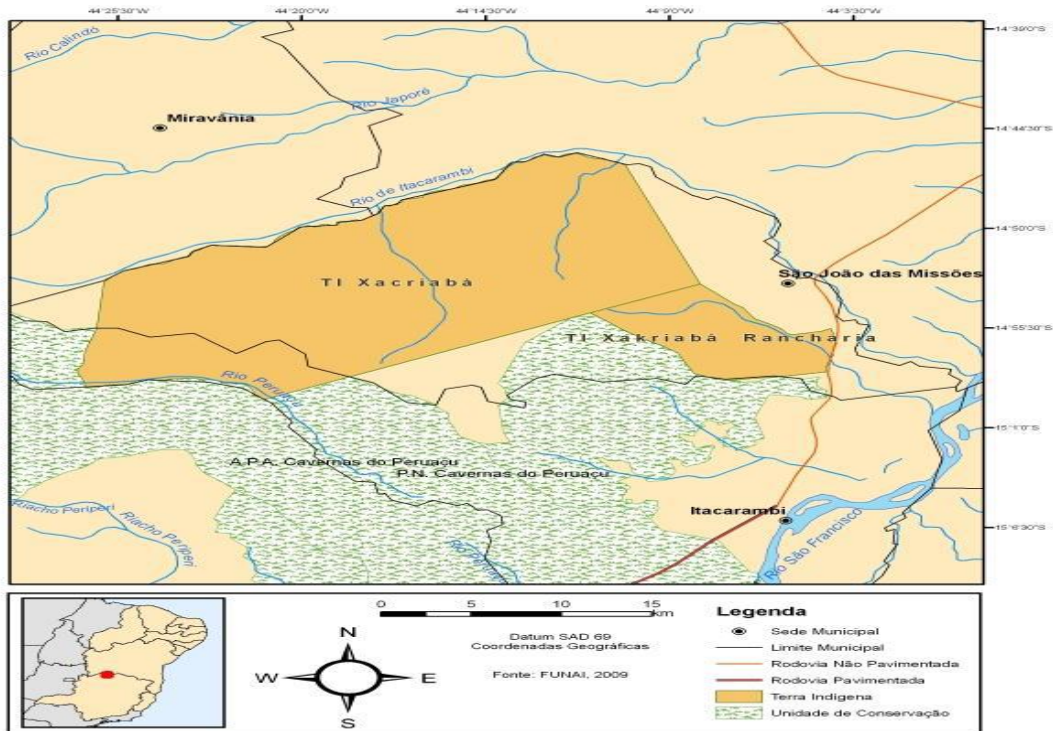 44°25'30"W 44°20'0"W 44°14'30"W 44°9'0"W 44°3'30"W
14°39'0"S
Rio Calindó
Rio Japoré
Miravânia
14°44'30"S
Rio de Itacarambi
14°50'0"S
TI Xacriabá
São João das Missões
14°55'30"S
TI Xakriabá Rancharia
Rio Peruaçu
15°1'0"S
A.P.A. Cavernas do Peruaçu
P.N. Cavernas do Peruaçu
Riacho Periperi
Riacho Periperi
Itacarambi
15°6'30"S
Rio São Francisco
0 5 10 15
km
N
W E
S
Datum SAD 69
Coordenadas Geográficas
Fonte: FUNAI, 2009
Legenda
Sede Municipal
Limite Municipal
Rodovia Não Pavimentada
Rodovia Pavimentada
Terra Indígena
Unidade de Conservação